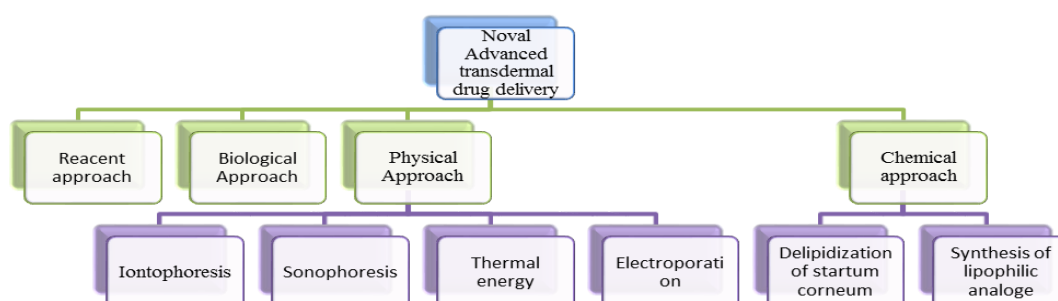 Noval
Advanced
transdermal
drug delivery
Reacent
approach
Biological
Approach
Physical
Approach
Chemical
approach
Iontophoresis
Sonophoresis
Thermal
energy
Electroporati
on
Delipidization
of startum
corneum
Synthesis of
lipophilic
analoge